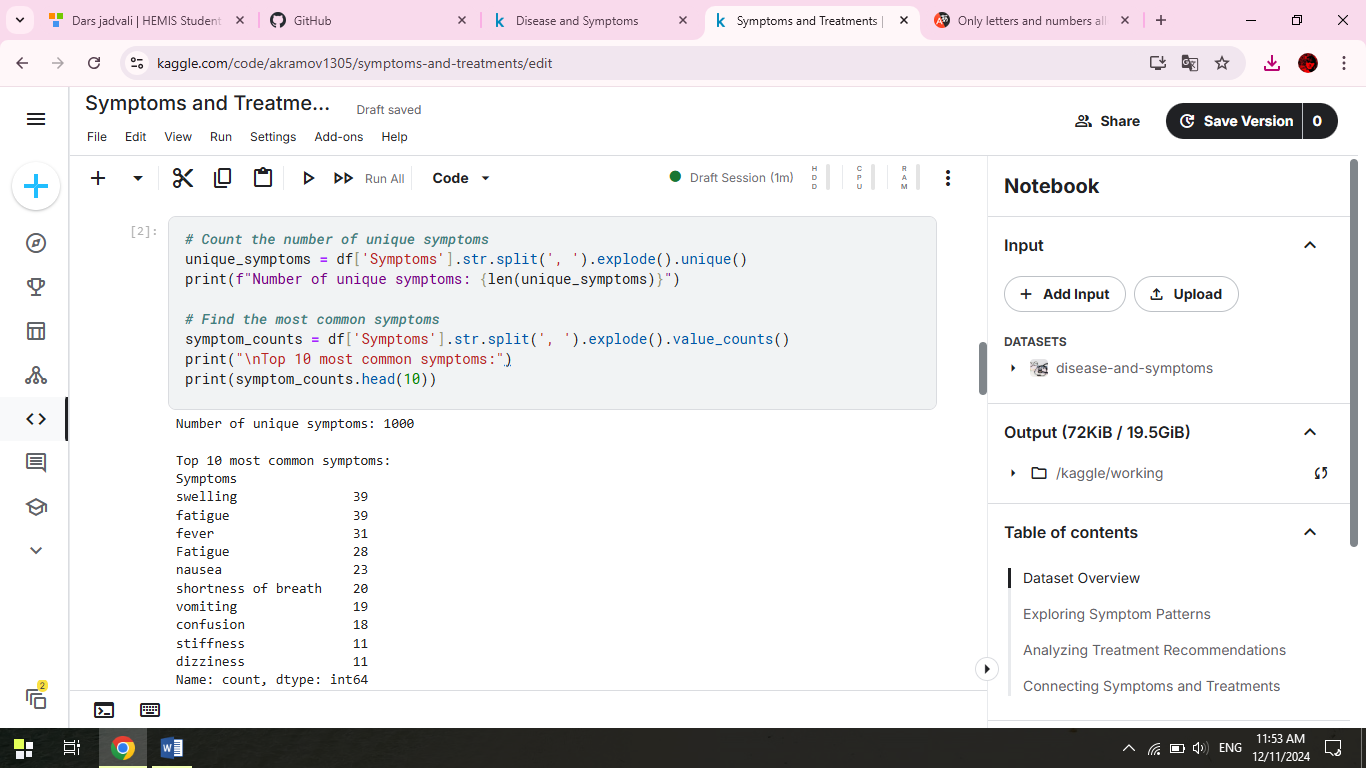 Dars jadvali | HEMIS Student
GitHub
Disease and Symptoms
Symptoms and Treatments |
Only letters and numbers all
kaggle.com/code/akramov1305/symptoms-and-treatments/edit
Symptoms and Treatme...
Draft saved
File Edit View Run Settings Add-ons Help
Share
Save Version 0
Run All
Code
Draft Session (1m)
HDD
CPU
RAM
[2]:
# Count the number of unique symptoms
unique_symptoms = df['Symptoms'].str.split(', ').explode().unique()
print(f"Number of unique symptoms: {len(unique_symptoms)}")
# Find the most common symptoms
symptom_counts = df['Symptoms'].str.split(', ').explode().value_counts()
print("\nTop 10 most common symptoms:")
print(symptom_counts.head(10))
Number of unique symptoms: 1000
Top 10 most common symptoms:
Symptoms
swelling 39
fatigue 39
fever 31
Fatigue 28
nausea 23
shortness of breath 20
vomiting 19
confusion 18
stiffness 11
dizziness 11
Name: count, dtype: int64
Notebook
Input
Add Input
Upload
DATASETS
disease-and-symptoms
Output (72KiB / 19.5GiB)
/kaggle/working
Table of contents
Dataset Overview
Exploring Symptom Patterns
Analyzing Treatment Recommendations
Connecting Symptoms and Treatments
2
ENG
11:53 AM
12/11/2024